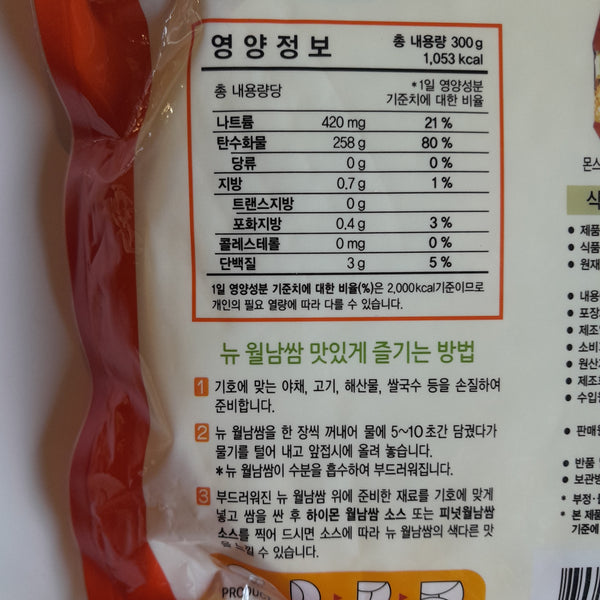 영양정보 총 내용량 300g
1,053 kcal
총 내용량당 *1일 영양성분
기준치에 대한 비율
나트륨 420 mg 21 %
탄수화물 258 g 80 %
당류 0 g 0 %
지방 0.7 g 1 %
트랜스지방 0 g
포화지방 0.4 g 3 %
콜레스테롤 0 mg 0 %
단백질 3 g 5 %
1일 영양성분 기준치에 대한 비율(%)은 2,000kcal기준이므로
개인의 필요 열량에 따라 다를 수 있습니다.
뉴 월남쌈 맛있게 즐기는 방법
1 기호에 맞는 야채, 고기, 해산물, 쌀국수 등을 손질하여
준비합니다.
2 뉴 월남쌈을 한 장씩 꺼내어 물에 5~10초간 담궜다가
물기를 털어 내고 앞접시에 올려 놓습니다.
*뉴 월남쌈이 수분을 흡수하여 부드러워집니다.
3 부드러워진 뉴 월남쌈 위에 준비한 재료를 기호에 맞게
넣고 쌈을 싼 후 하이몬 월남쌈 소스 또는 피넛월남쌈
소스를 찍어 드시면 소스에 따라 뉴 월남쌈의 색다른 맛
을 느낄 수 있습니다.
PRODUC
몬스
식
• 제품
• 식품
• 원재
• 내용
• 포장
• 제조
• 소비
• 원산
• 제조
• 수입
• 판매
• 반품
• 보관방
* 부정·
* 본 제품
기준에